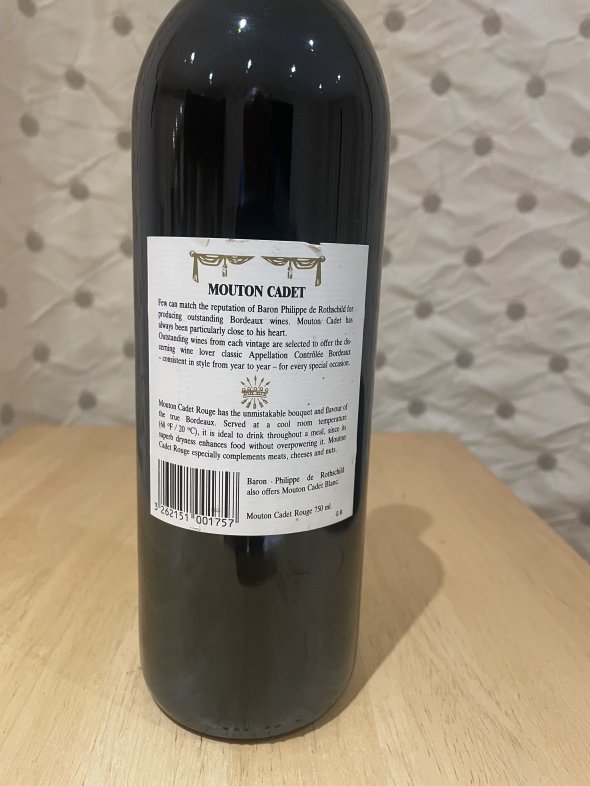 MOUTON CADET
Few can match the reputation of Baron Philippe de Rothschild for
producing outstanding Bordeaux wines. Mouton Cadet has
always been particularly close to his heart.
Outstanding wines from each vintage are selected to offer the dis-
cerning wine lover classic Appellation Contrôlée Bordeaux
– consistent in style from year to year – for every special occasion.
Mouton Cadet Rouge has the unmistakable bouquet and flavour of
the true Bordeaux. Served at a cool room temperature
(68 °F / 20 °C), it is ideal to drink throughout a meal, since its
superb dryness enhances food without overpowering it. Mouton
Cadet Rouge especially complements meats, cheeses and nuts.
Baron Philippe de Rothschild
also offers Mouton Cadet Blanc.
Mouton Cadet Rouge 750 ml.
G B
3 262151 001757